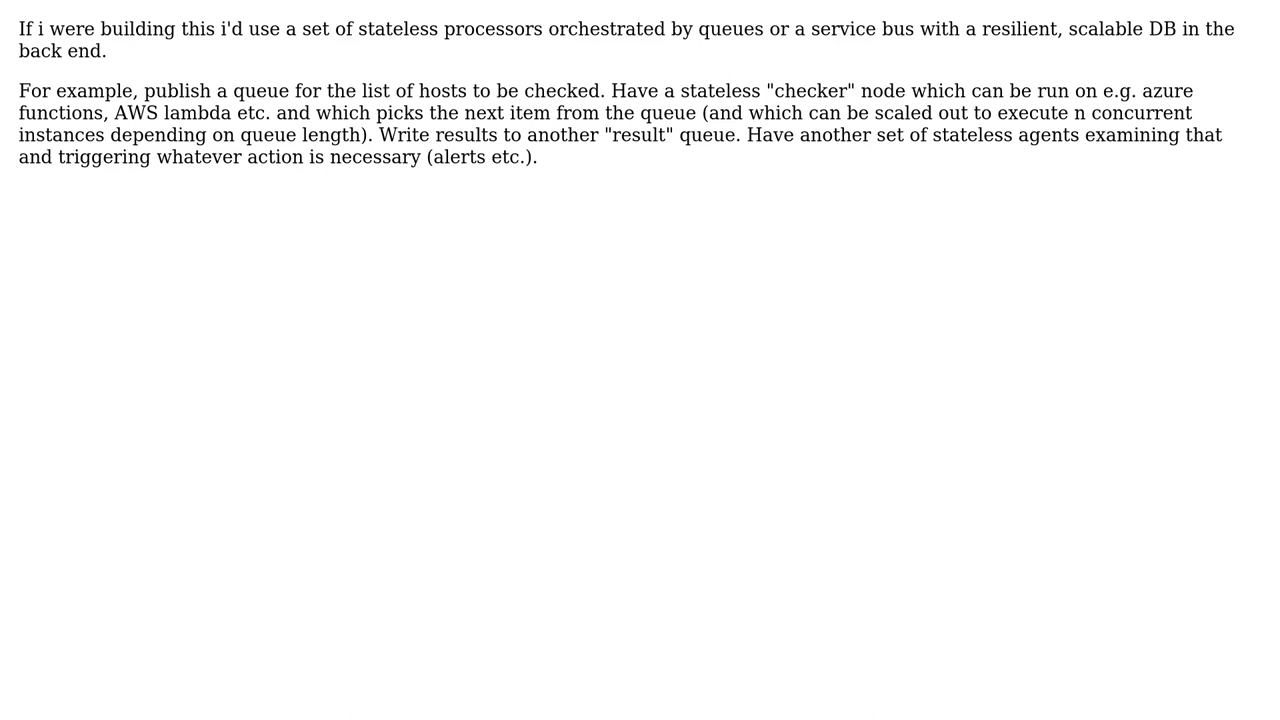 If i were building this i'd use a set of stateless processors orchestrated by queues or a service bus with a resilient, scalable DB in the
back end.
For example, publish a queue for the list of hosts to be checked. Have a stateless "checker" node which can be run on e.g. azure
functions, AWS lambda etc. and which picks the next item from the queue (and which can be scaled out to execute n concurrent
instances depending on queue length). Write results to another "result" queue. Have another set of stateless agents examining that
and triggering whatever action is necessary (alerts etc.).